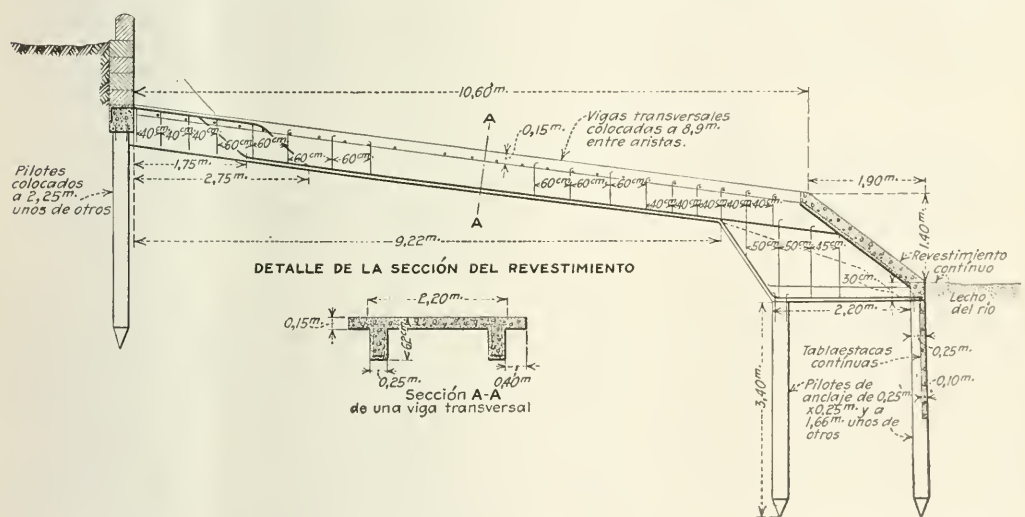 10,60m.
A
0,15m.
Vigas transversales
colocadas a 8,9m.
entre aristas.
40cm. 40cm 40cm
60cm. 60cm.
60cm. 60cm.
1,75m.
2,75m.
Pilotes
colocados
a 2,25m.
unos de otros
60cm. 60cm. 60cm
40cm 40cm 40cm 40cm 40cm
1,90m.
1,40m.
A
9,22m.
50cm 50cm 45cm
30cm
Revestimiento
contínuo
Lecho
del río
2,20m.
DETALLE DE LA SECCIÓN DEL REVESTIMIENTO
2,20m.
0,15m.
62cm
0,25m.
0,40m
Sección A-A
de una viga transversal
3,40m.
Tablaestacas
contínuas
0,25m.
0,10m.
Pilotes de
anclaje de 0,25m.
x0,25m. y a
1,66m. unos de
otros